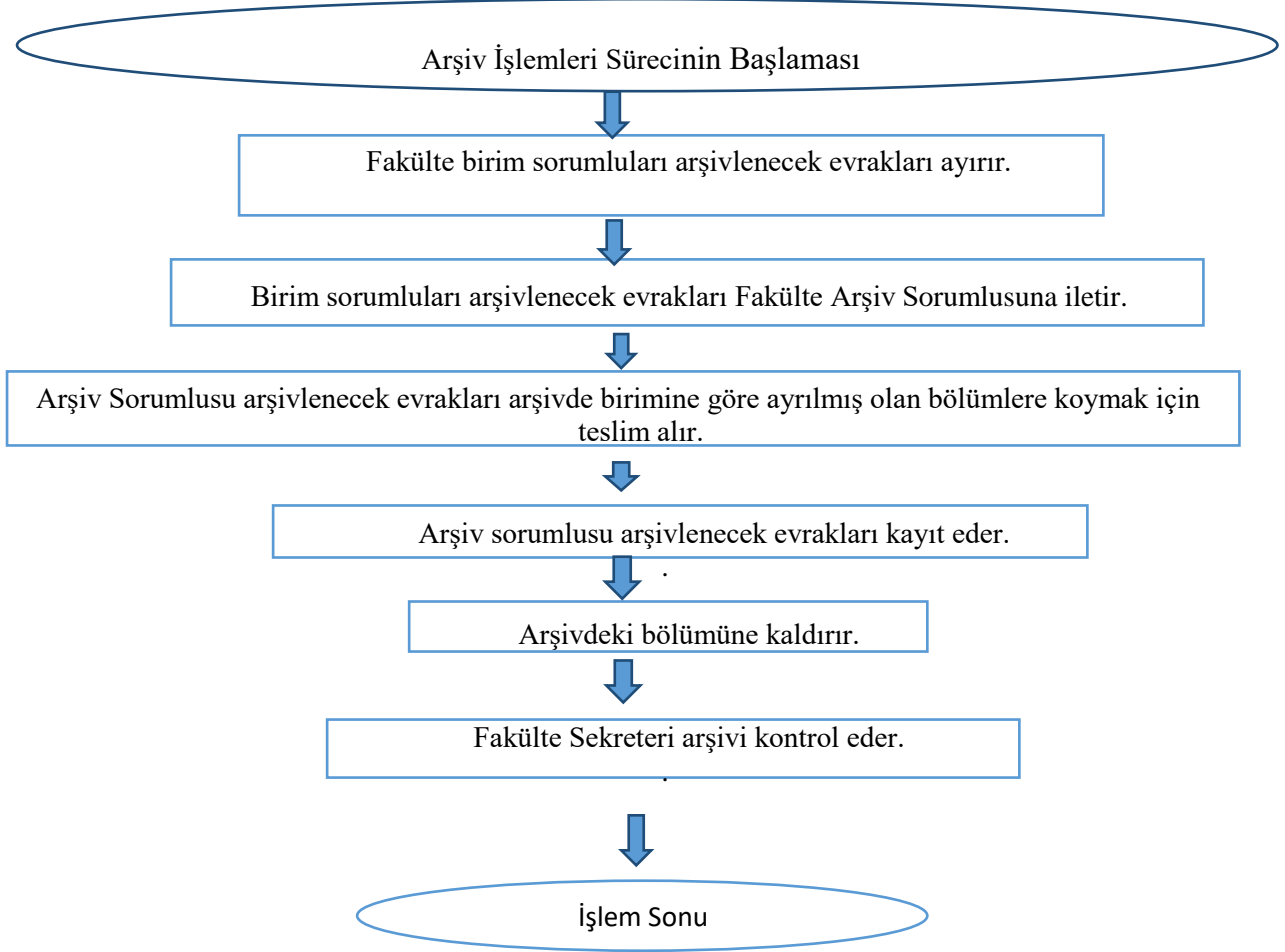 Arşiv İşlemleri Sürecinin Başlaması
Fakülte birim sorumluları arşivlenecek evrakları ayırır.
Birim sorumluları arşivlenecek evrakları Fakülte Arşiv Sorumlusuna iletir.
Arşiv Sorumlusu arşivlenecek evrakları arşivde birimine göre ayrılmış olan bölümlere koymak için
teslim alır.
Arşiv sorumlusu arşivlenecek evrakları kayıt eder.
.
Arşivdeki bölümüne kaldırır.
Fakülte Sekreteri arşivi kontrol eder.
.
İşlem Sonu